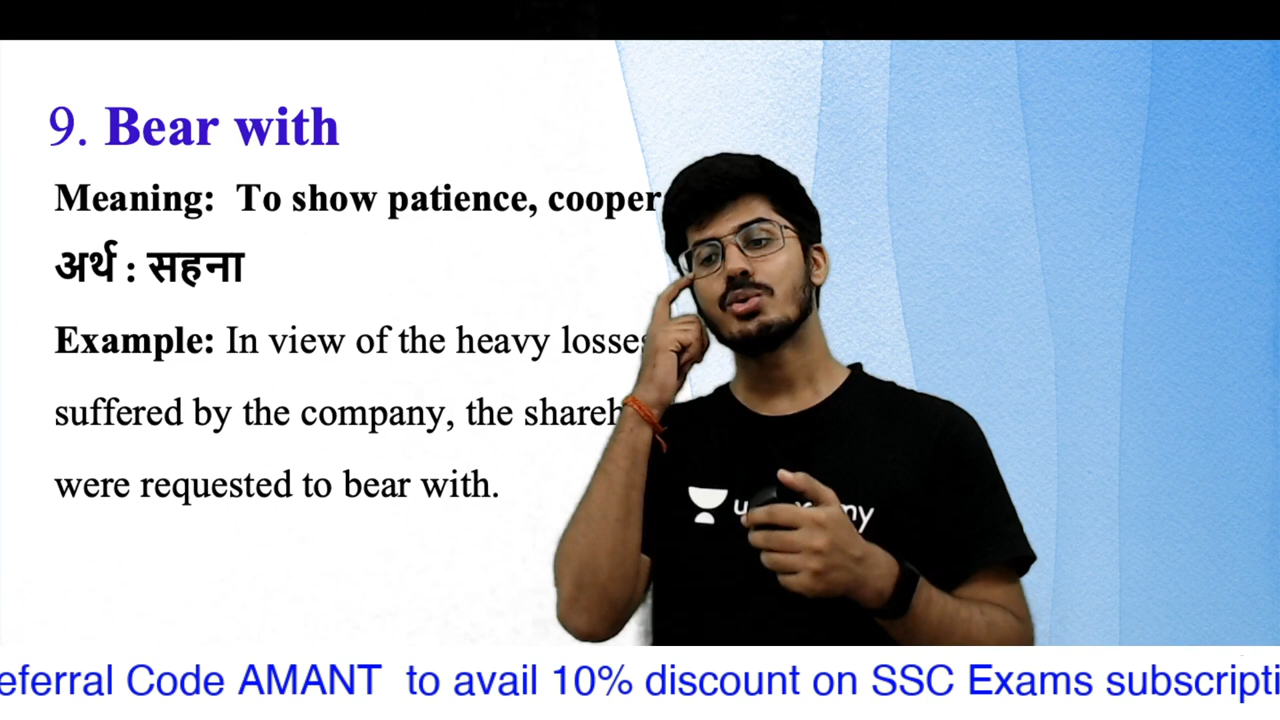 9. Bear with
Meaning: To show patience, cooper
अर्थ : सहना
Example: In view of the heavy losses
suffered by the company, the shareh
were requested to bear with.
eferral Code AMANT to avail 10% discount on SSC Exams subscripti